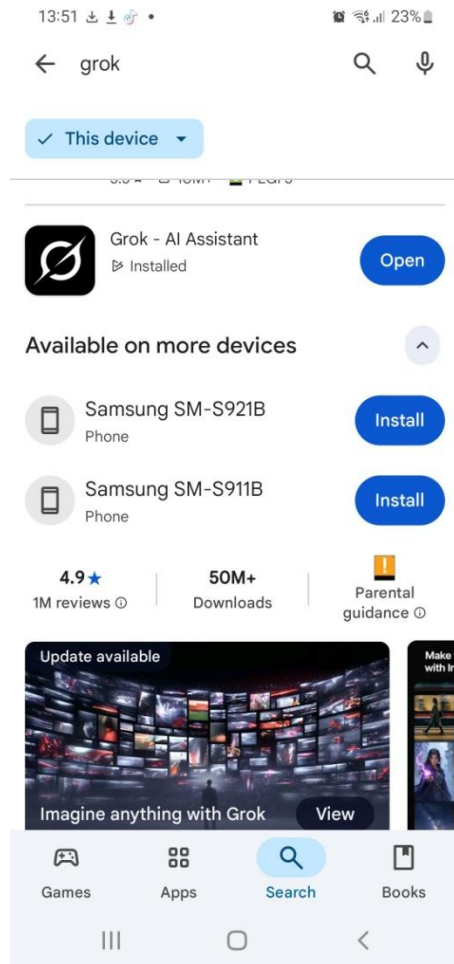 13:51
23%
grok
This device
Grok - AI Assistant
Installed
Open
Available on more devices
Samsung SM-S921B
Phone
Install
Samsung SM-S911B
Phone
Install
4.9★
1M reviews
50M+
Downloads
Parental
guidance
Update available
Imagine anything with Grok
View
Make
with
Games
Apps
Search
Books